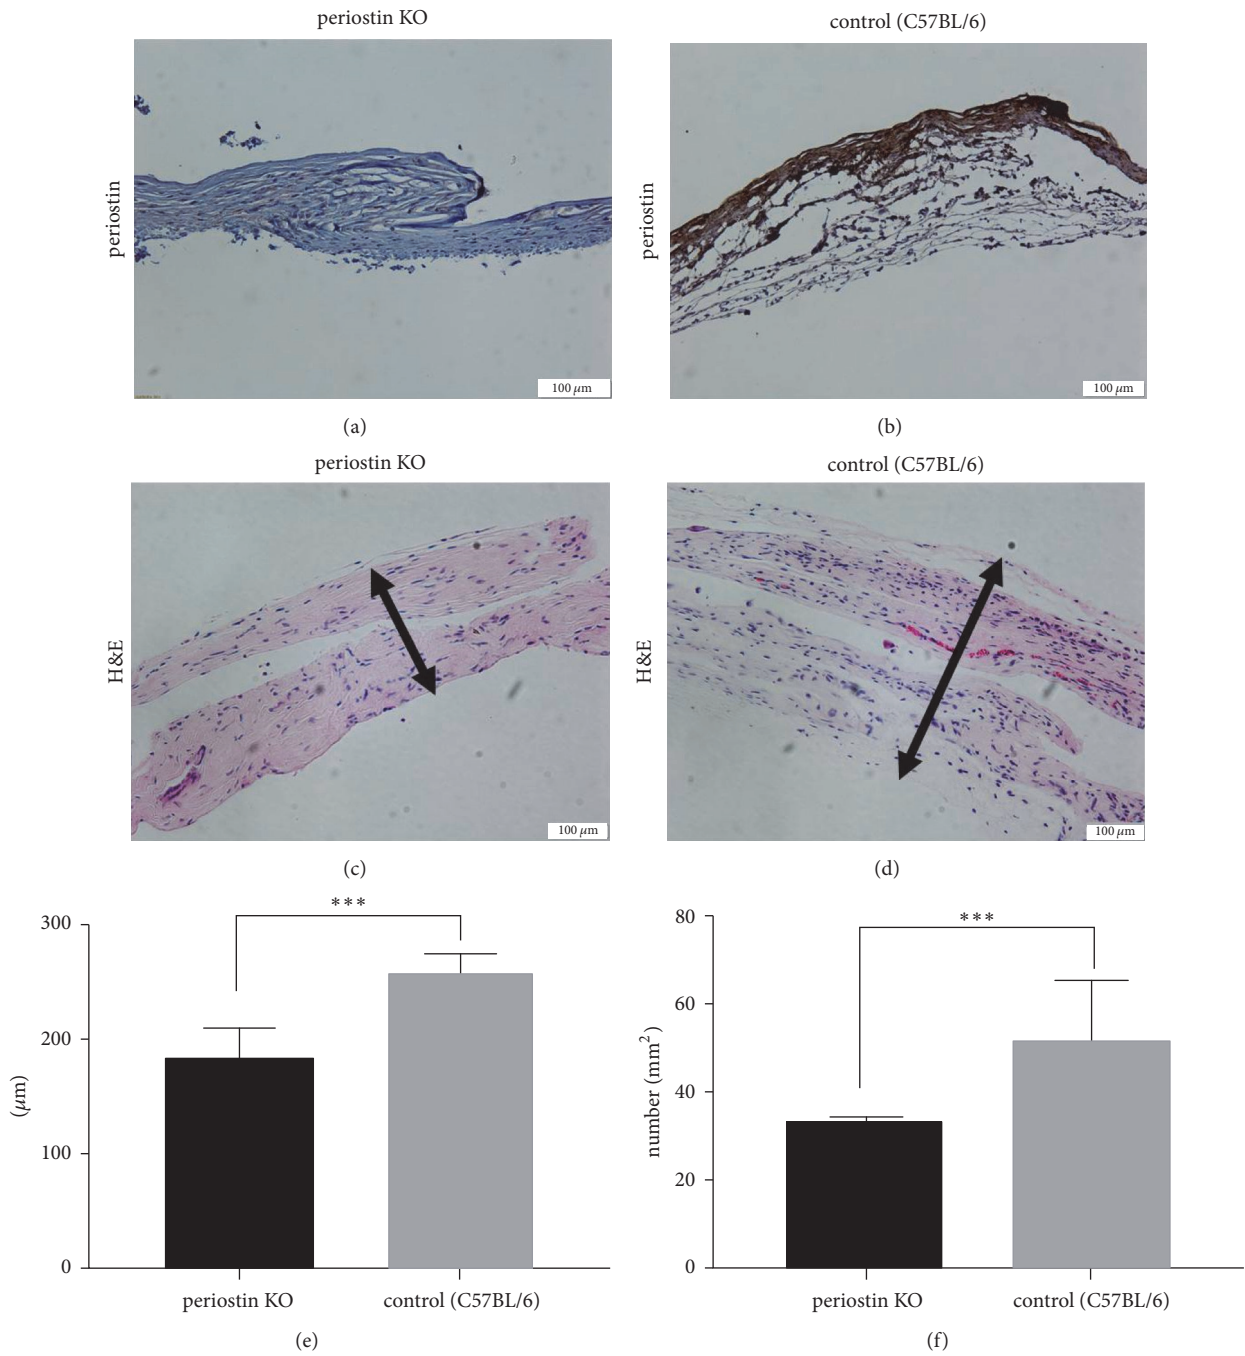 periostin KO
control (C57BL/6)
periostin
100 μm
periostin
100 μm
(a)
(b)
periostin KO
control (C57BL/6)
H&E
100 μm
H&E
100 μm
(c)
(d)
***
300
200
100
0
(μm)
periostin KO
control (C57BL/6)
(e)
***
80
60
40
20
0
number (mm²)
periostin KO
control (C57BL/6)
(f)